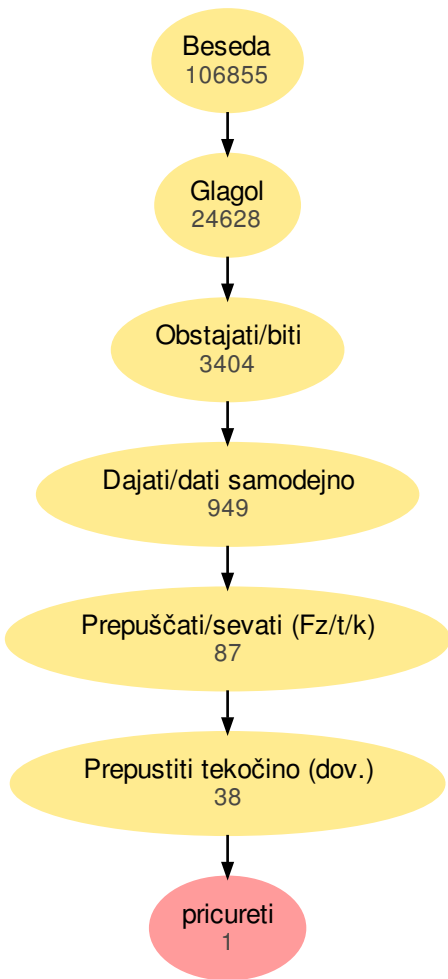 Beseda
106855
Glagol
24628
Obstajati/biti
3404
Dajati/dati samodejno
949
Prepuščati/sevati (Fz/t/k)
87
Prepustiti tekočino (dov.)
38
pricureti
1